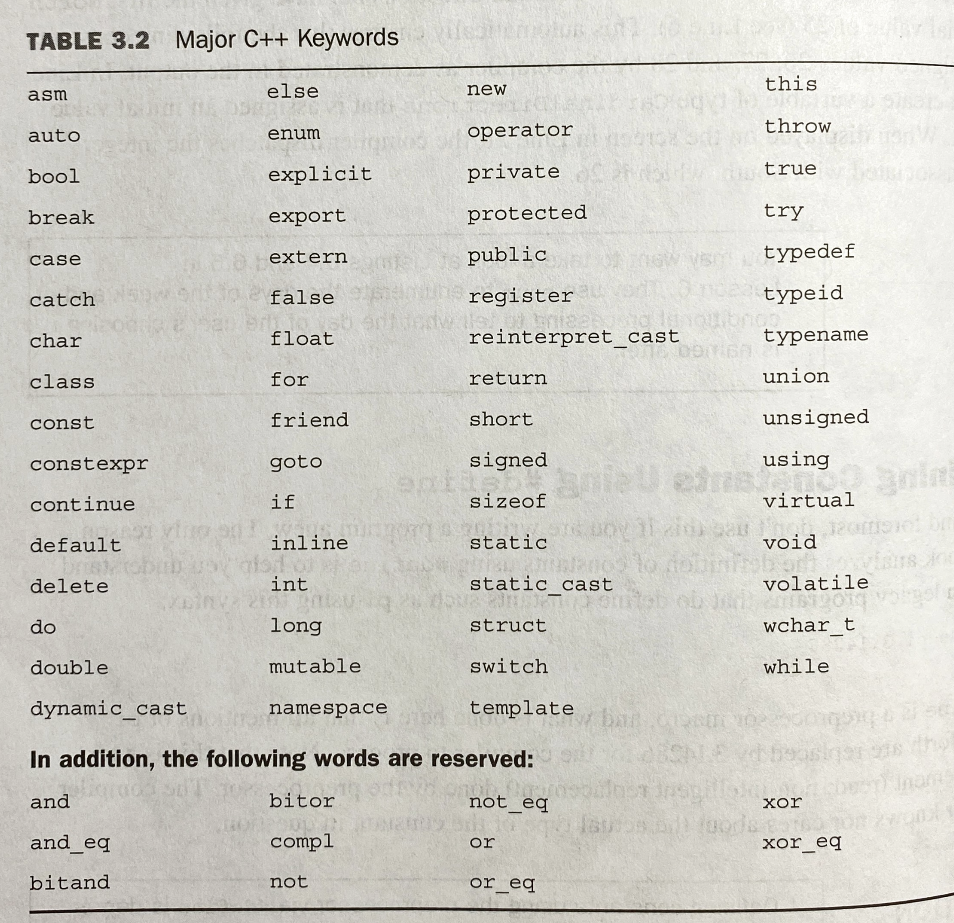 TABLE 3.2 Major C++ Keywords
asm else new this
auto enum operator throw
bool explicit private true
break export protected try
case extern public typedef
catch false register typeid
char float reinterpret_cast typename
class for return union
const friend short unsigned
constexpr goto signed using
continue if sizeof virtual
default inline static void
delete int static_cast volatile
do long struct wchar_t
double mutable switch while
dynamic_cast namespace template
In addition, the following words are reserved:
and bitor not_eq xor
and_eq compl or xor_eq
bitand not or_eq